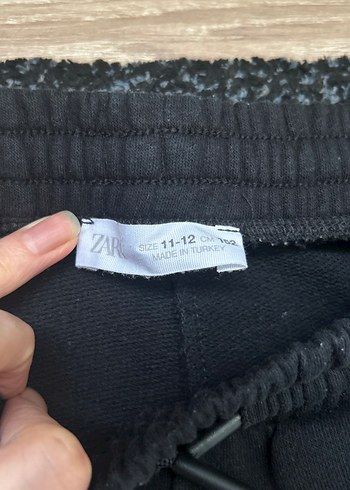 ZARA
SIZE 11-12 CM 152
MADE IN TURKEY